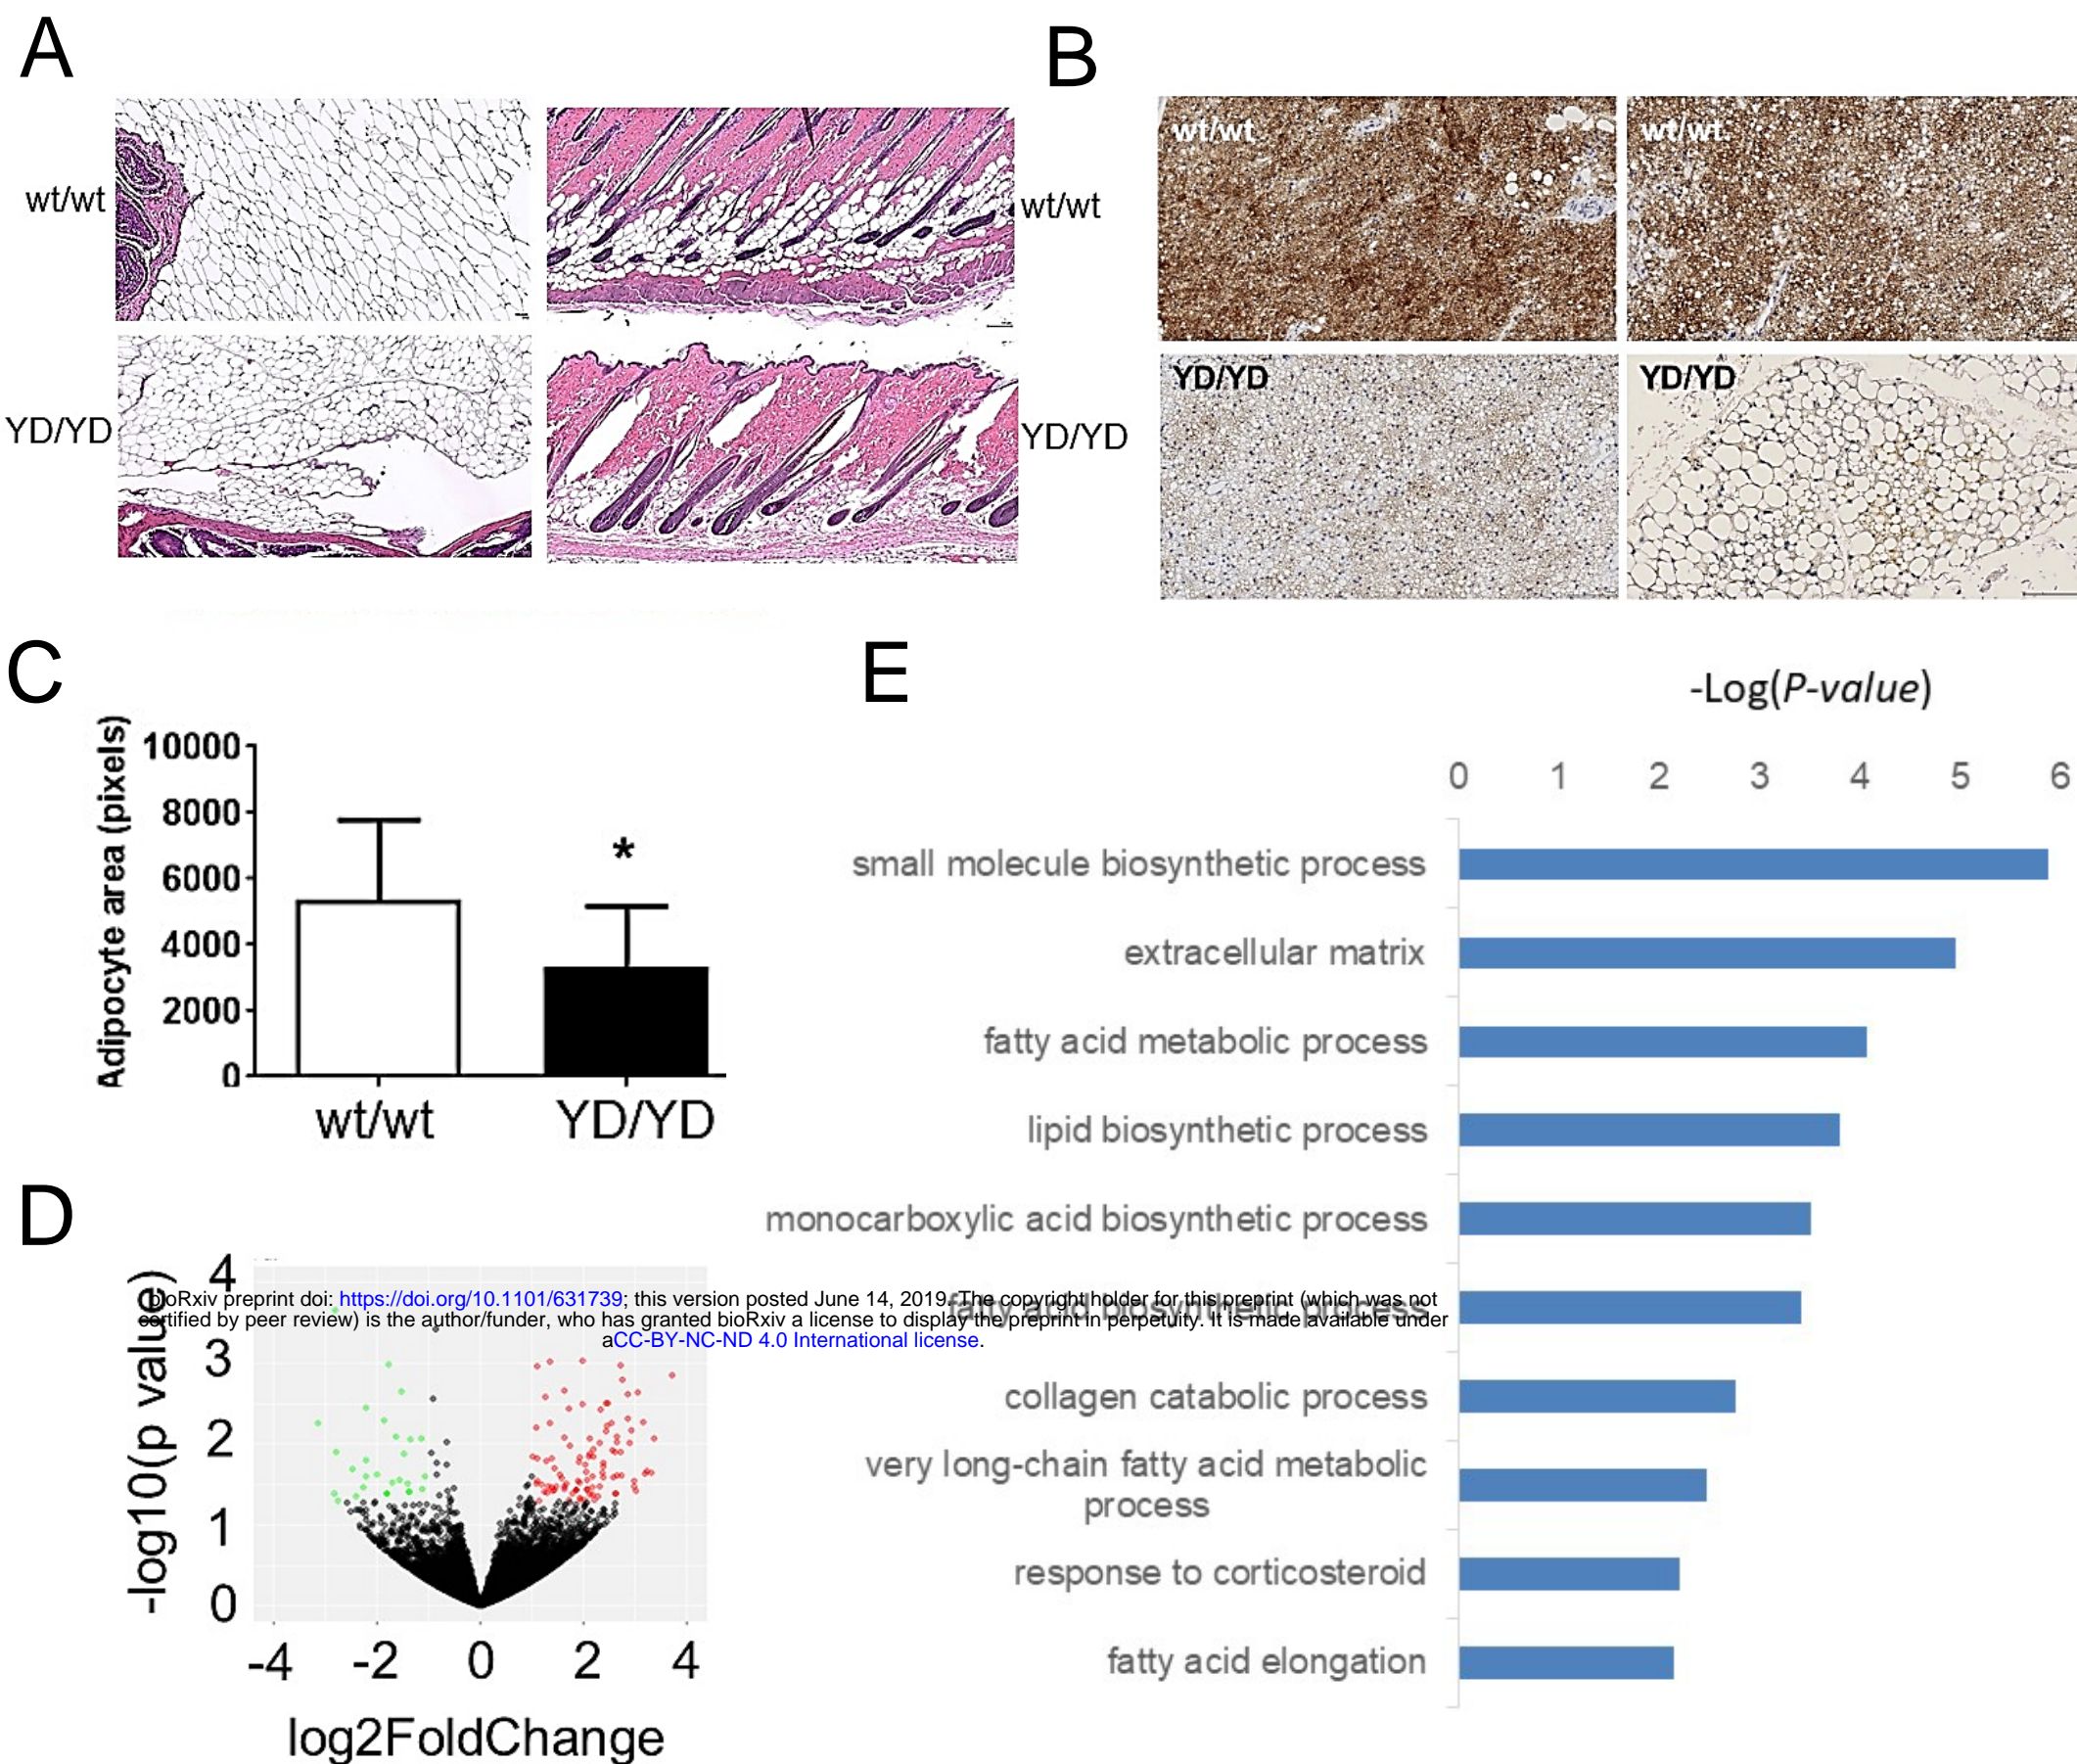 A
B
wt/wt
YD/YD
wt/wt
YD/YD
wt/wt
wt/wt
YD/YD
YD/YD
C
Adipocyte area (pixels)
10000
8000
6000
4000
2000
0
*
wt/wt
YD/YD
E
-Log(P-value)
0 1 2 3 4 5 6
small molecule biosynthetic process
extracellular matrix
fatty acid metabolic process
lipid biosynthetic process
monocarboxylic acid biosynthetic process
fatty acid biosynthetic process
collagen catabolic process
very long-chain fatty acid metabolic
process
response to corticosteroid
fatty acid elongation
D
-log10(p value)
4
3
2
1
0
-4 -2 0 2 4
log2FoldChange
bioRxiv preprint doi: https://doi.org/10.1101/631739; this version posted June 14, 2019. The copyright holder for this preprint (which was not
certified by peer review) is the author/funder, who has granted bioRxiv a license to display the preprint in perpetuity. It is made available under
aCC-BY-NC-ND 4.0 International license.